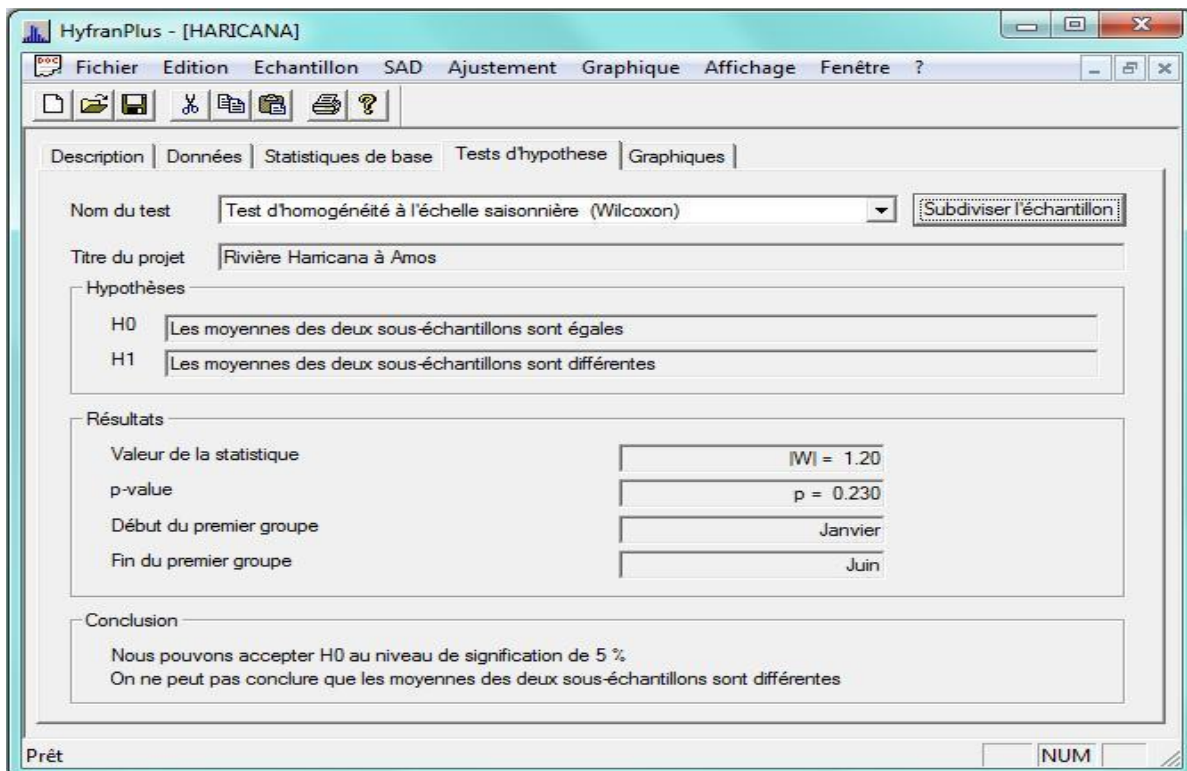 HyfranPlus - [HARICANA]
Fichier Edition Echantillon SAD Ajustement Graphique Affichage Fenêtre ?
Description Données Statistiques de base Tests d'hypothese Graphiques
Nom du test Test d'homogénéité à l'échelle saisonnière (Wilcoxon) Subdiviser l'échantillon
Titre du projet Rivière Harricana à Amos
Hypothèses
H0 Les moyennes des deux sous-échantillons sont égales
H1 Les moyennes des deux sous-échantillons sont différentes
Résultats
Valeur de la statistique |W| = 1.20
p-value p = 0.230
Début du premier groupe Janvier
Fin du premier groupe Juin
Conclusion
Nous pouvons accepter H0 au niveau de signification de 5 %
On ne peut pas conclure que les moyennes des deux sous-échantillons sont différentes
Prêt NUM